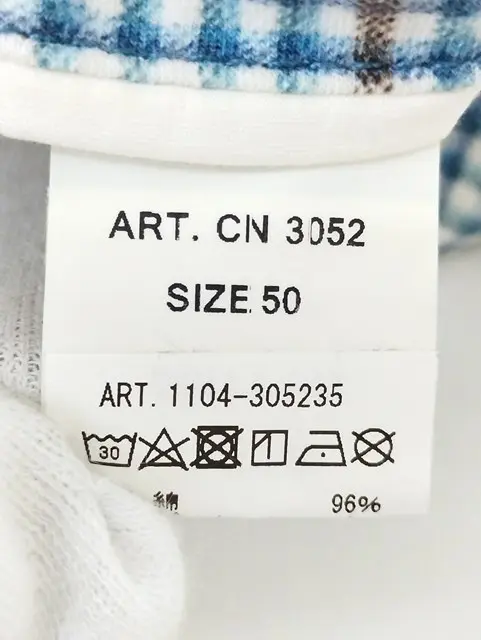 ART. CN 3052
SIZE 50
ART. 1104-305235
30
綿 96%